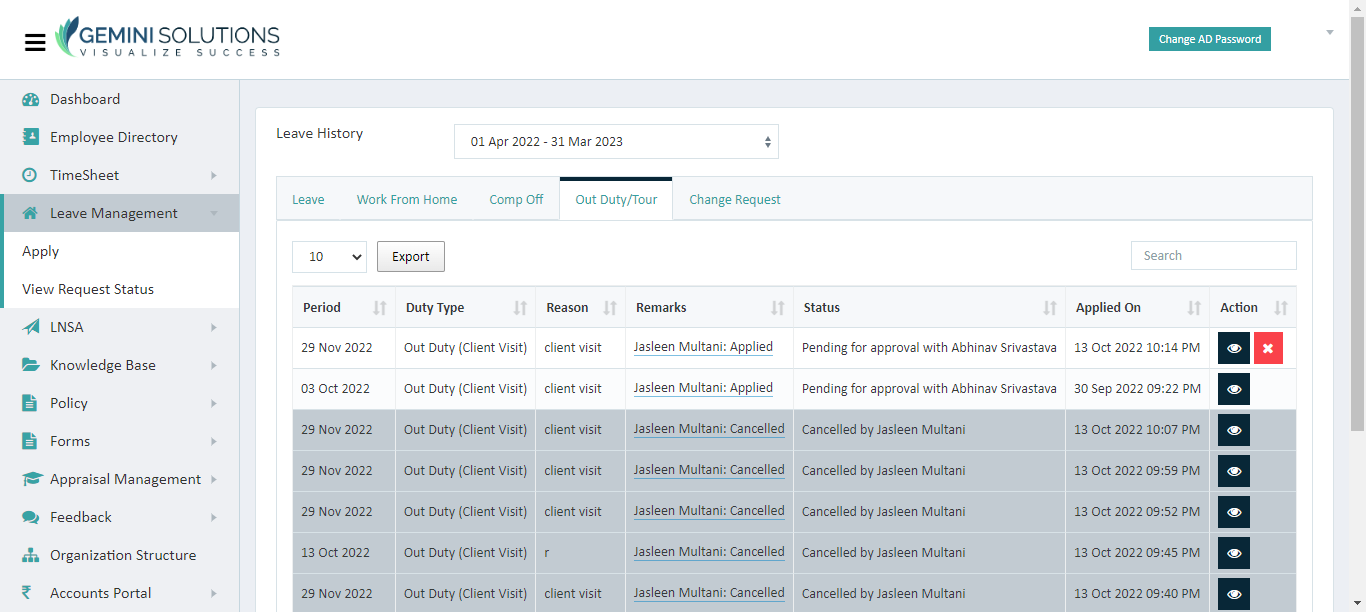 GEMINI SOLUTIONS
VISUALIZE SUCCESS
Change AD Password
Dashboard
Employee Directory
TimeSheet
Leave Management
Apply
View Request Status
LNSA
Knowledge Base
Policy
Forms
Appraisal Management
Feedback
Organization Structure
₹ Accounts Portal
Leave History
01 Apr 2022 - 31 Mar 2023
Leave Work From Home Comp Off Out Duty/Tour Change Request
10 Export Search
Period Duty Type Reason Remarks Status Applied On Action
29 Nov 2022 Out Duty (Client Visit) client visit Jasleen Multani: Applied Pending for approval with Abhinav Srivastava 13 Oct 2022 10:14 PM
03 Oct 2022 Out Duty (Client Visit) client visit Jasleen Multani: Applied Pending for approval with Abhinav Srivastava 30 Sep 2022 09:22 PM
29 Nov 2022 Out Duty (Client Visit) client visit Jasleen Multani: Cancelled Cancelled by Jasleen Multani 13 Oct 2022 10:07 PM
29 Nov 2022 Out Duty (Client Visit) client visit Jasleen Multani: Cancelled Cancelled by Jasleen Multani 13 Oct 2022 09:59 PM
29 Nov 2022 Out Duty (Client Visit) client visit Jasleen Multani: Cancelled Cancelled by Jasleen Multani 13 Oct 2022 09:52 PM
13 Oct 2022 Out Duty (Client Visit) r Jasleen Multani: Cancelled Cancelled by Jasleen Multani 13 Oct 2022 09:45 PM
29 Nov 2022 Out Duty (Client Visit) client visit Jasleen Multani: Cancelled Cancelled by Jasleen Multani 13 Oct 2022 09:40 PM